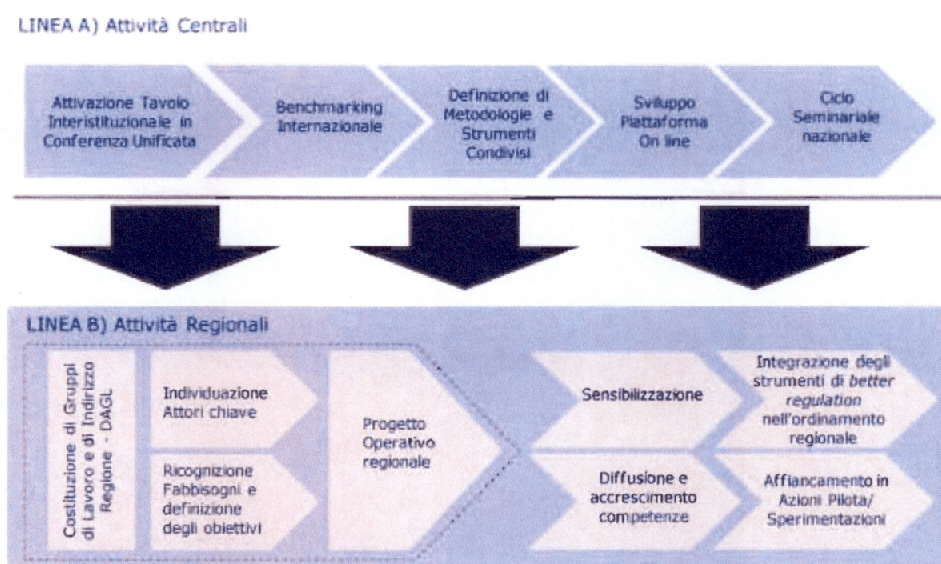 LINEA A) Attività Centrali
Attivazione Tavolo
Interistituzionale in
Conferenza Unificata
Benchmarking
Internazionale
Definizione di
Metodologie e
Strumenti
Condivisi
Sviluppo
Piattaforma
On line
Ciclo
Seminariale
nazionale
LINEA B) Attività Regionali
Costituzione di Gruppi
di Lavoro e di Indirizzo
Regione - DAGL
Individuazione
Attori chiave
Ricognizione
Fabbisogni e
definizione
degli obiettivi
Progetto
Operativo
regionale
Sensibilizzazione
Diffusione e
accrescimento
competenze
Integrazione degli
strumenti di better
regulation
nell'ordinamento
regionale
Affiancamento in
Azioni Pilota/
Sperimentazioni